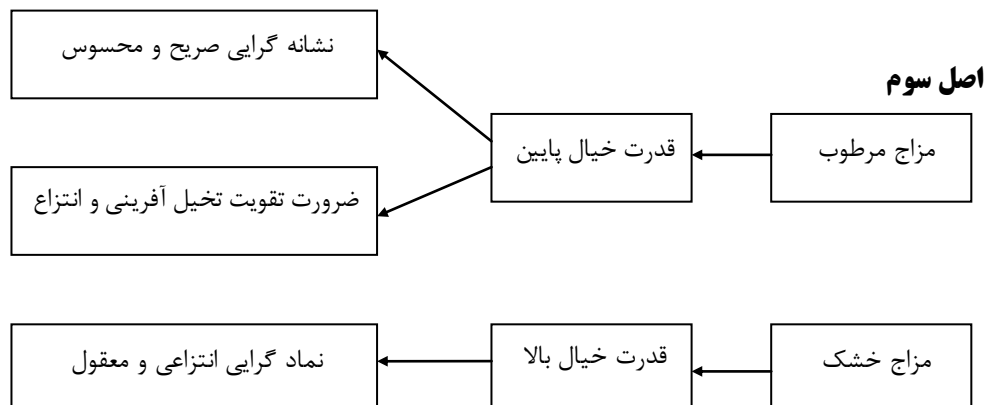 اصل سوم
مزاج مرطوب
قدرت خیال پایین
نشانه گرایی صریح و محسوس
ضرورت تقویت تخیل آفرینی و انتزاع
مزاج خشک
قدرت خیال بالا
نماد گرایی انتزاعی و معقول